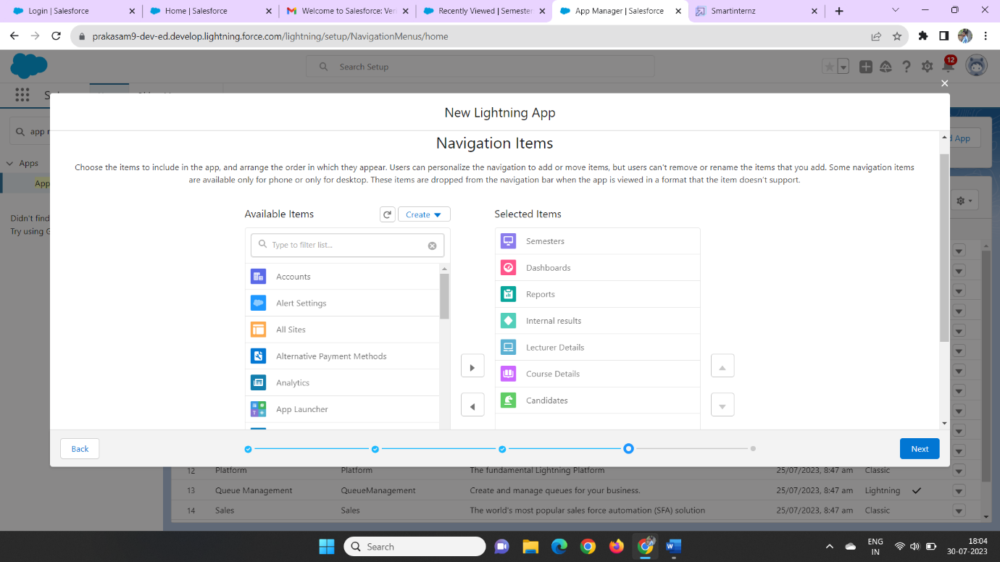 Login | Salesforce
Home | Salesforce
Welcome to Salesforce: Ver
Recently Viewed | Semester
App Manager | Salesforce
Smartinternz
prakasam9-dev-ed.develop.lightning.force.com/lightning/setup/NavigationMenus/home
Search Setup
12
New Lightning App
app
d App
Navigation Items
Apps
Choose the items to include in the app, and arrange the order in which they appear. Users can personalize the navigation to add or move items, but users can't remove or rename the items that you add. Some navigation items
are available only for phone or only for desktop. These items are dropped from the navigation bar when the app is viewed in a format that the item doesn't support.
App
Available Items
Create
Selected Items
Didn't find
Try using G
Type to filter list...
Semesters
Accounts
Dashboards
Alert Settings
Reports
All Sites
Internal results
Alternative Payment Methods
Lecturer Details
Analytics
Course Details
App Launcher
Candidates
Back
Next
12 Platform Platform The fundamental Lightning Platform 25/07/2023, 8:47 am Classic
13 Queue Management QueueManagement Create and manage queues for your business. 25/07/2023, 8:47 am Lightning
14 Sales Sales The world's most popular sales force automation (SFA) solution 25/07/2023, 8:47 am Classic
Search
ENG
IN
18:04
30-07-2023